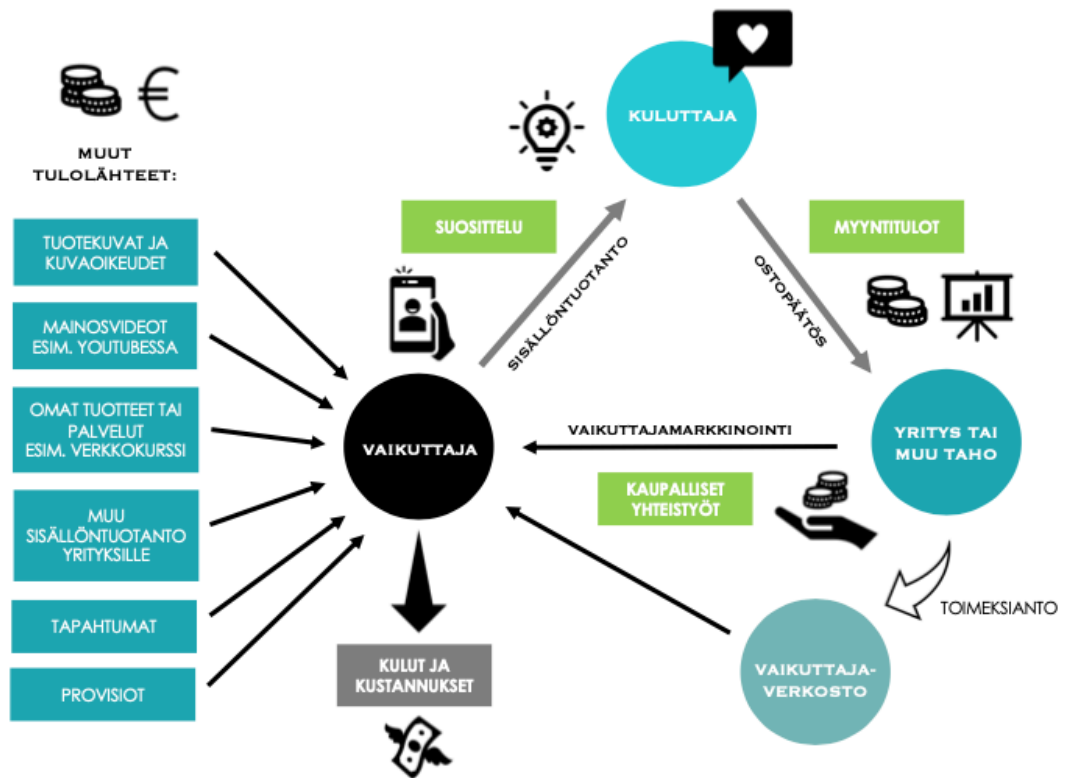 MUUT
TULOLÄHTEET:
TUOTEKUVAT JA
KUVAOIKEUDET
MAINOSVIDEOT
ESIM. YOUTUBESSA
OMAT TUOTTEET TAI
PALVELUT
ESIM. VERKKOKURSSI
MUU
SISÄLLÖNTUOTANTO
YRITYKSILLE
TAPAHTUMAT
PROVISIOT
KULUTTAJA
SUOSITTELU
SISÄLLÖNTUOTANTO
MYYNTITULOT
OSTOPÄÄTÖS
VAIKUTTAJA
VAIKUTTAJAMARKKINOINTI
YRITYS TAI
MUU TAHO
KAUPALLISET
YHTEISTYÖT
TOIMEKSIANTO
VAIKUTTAJA-
VERKOSTO
KULUT JA
KUSTANNUKSET